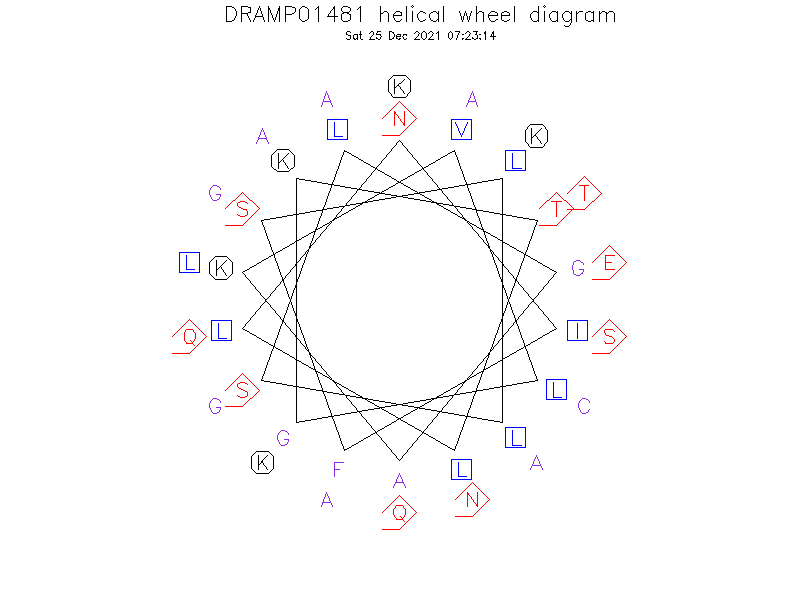 DRAMP01481 helical wheel diagram
Sat 25 Dec 2021 07:23:14
K
A A
N
L V
A K
K L
G T
S T
L K G E
Q L I S
S L
G C
G L
K A
F L
A
A N
Q